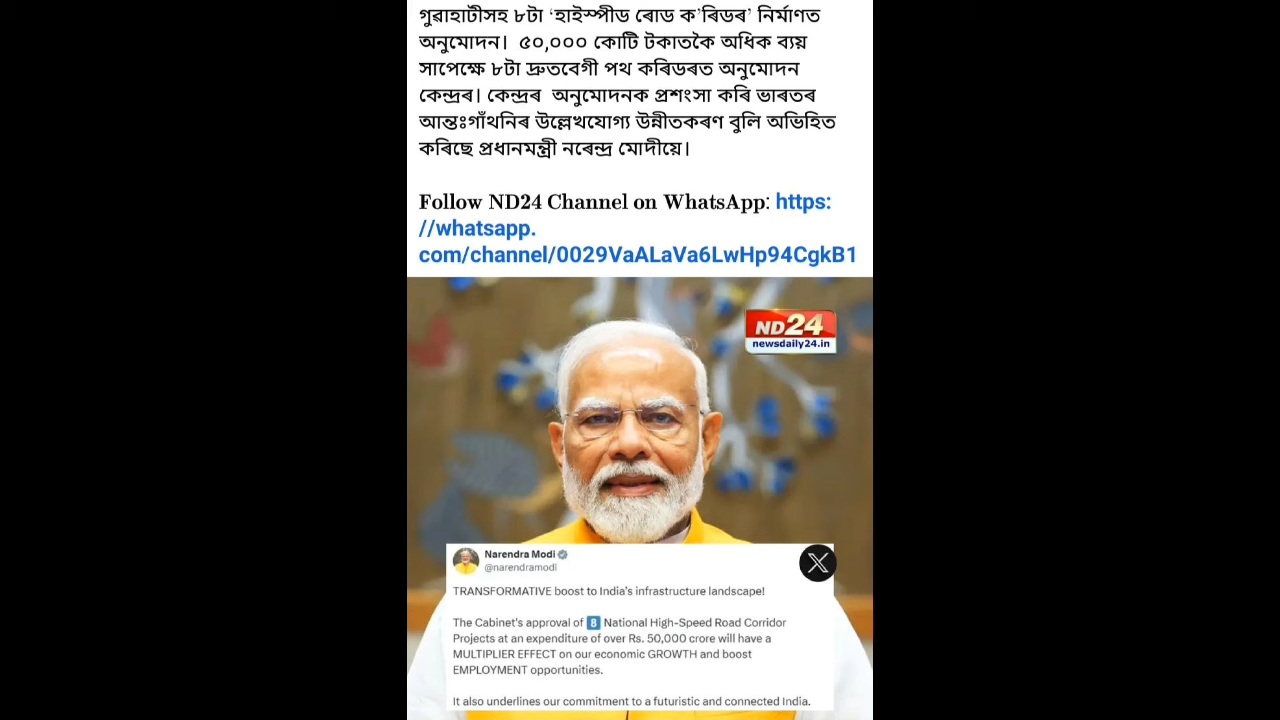 গুৱাহাটীসহ ৮টা ‘হাইস্পীড ৰোড ক’ৰিডৰ’ নিৰ্মাণত
অনুমোদন।  ৫০,০০০ কোটি টকাতকৈ অধিক ব্যয়
সাপেক্ষে ৮টা দ্ৰুতবেগী পথ কৰিডৰত অনুমোদন
কেন্দ্ৰৰ। কেন্দ্ৰৰ  অনুমোদনক প্ৰশংসা কৰি ভাৰতৰ
আন্তঃগাঁথনিৰ উল্লেখযোগ্য উন্নীতকৰণ বুলি অভিহিত
কৰিছে প্ৰধানমন্ত্ৰী নৰেন্দ্ৰ মোদীয়ে।
Follow ND24 Channel on WhatsApp: https:
//whatsapp.
com/channel/0029VaALaVa6LwHp94CgkB1
ND24
newsdaily24.in
Narendra Modi
@narendramodi
X
TRANSFORMATIVE boost to India's infrastructure landscape!
The Cabinet's approval of 8 National High-Speed Road Corridor
Projects at an expenditure of over Rs. 50,000 crore will have a
MULTIPLIER EFFECT on our economic GROWTH and boost
EMPLOYMENT opportunities.
It also underlines our commitment to a futuristic and connected India.